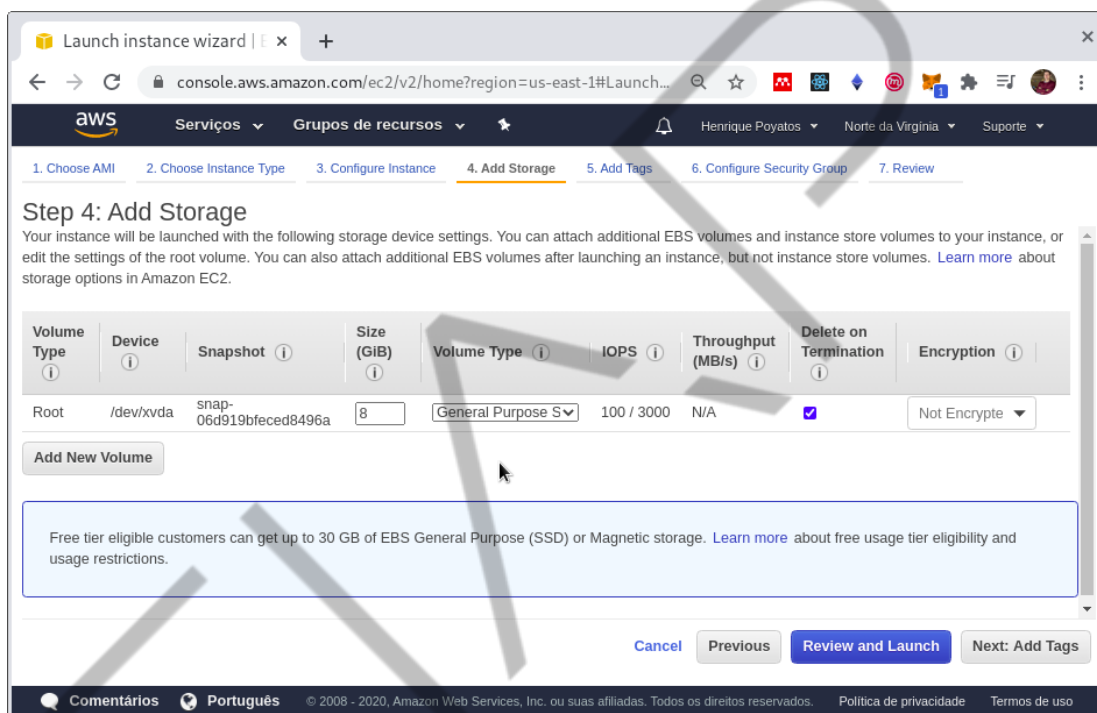 Launch instance wizard | E
console.aws.amazon.com/ec2/v2/home?region=us-east-1#Launch...
1
aws Serviços Grupos de recursos Henrique Poyatos Norte da Virgínia Suporte
1. Choose AMI 2. Choose Instance Type 3. Configure Instance 4. Add Storage 5. Add Tags 6. Configure Security Group 7. Review
Step 4: Add Storage
Your instance will be launched with the following storage device settings. You can attach additional EBS volumes and instance store volumes to your instance, or
edit the settings of the root volume. You can also attach additional EBS volumes after launching an instance, but not instance store volumes. Learn more about
storage options in Amazon EC2.
Volume Type Device Snapshot Size (GiB) Volume Type IOPS Throughput (MB/s) Delete on Termination Encryption
Root /dev/xvda snap-06d919bfeced8496a 8 General Purpose S 100 / 3000 N/A Not Encrypte
Add New Volume
Free tier eligible customers can get up to 30 GB of EBS General Purpose (SSD) or Magnetic storage. Learn more about free usage tier eligibility and
usage restrictions.
Cancel Previous Review and Launch Next: Add Tags
Comentários Português © 2008 - 2020, Amazon Web Services, Inc. ou suas afiliadas. Todos os direitos reservados. Política de privacidade Termos de uso